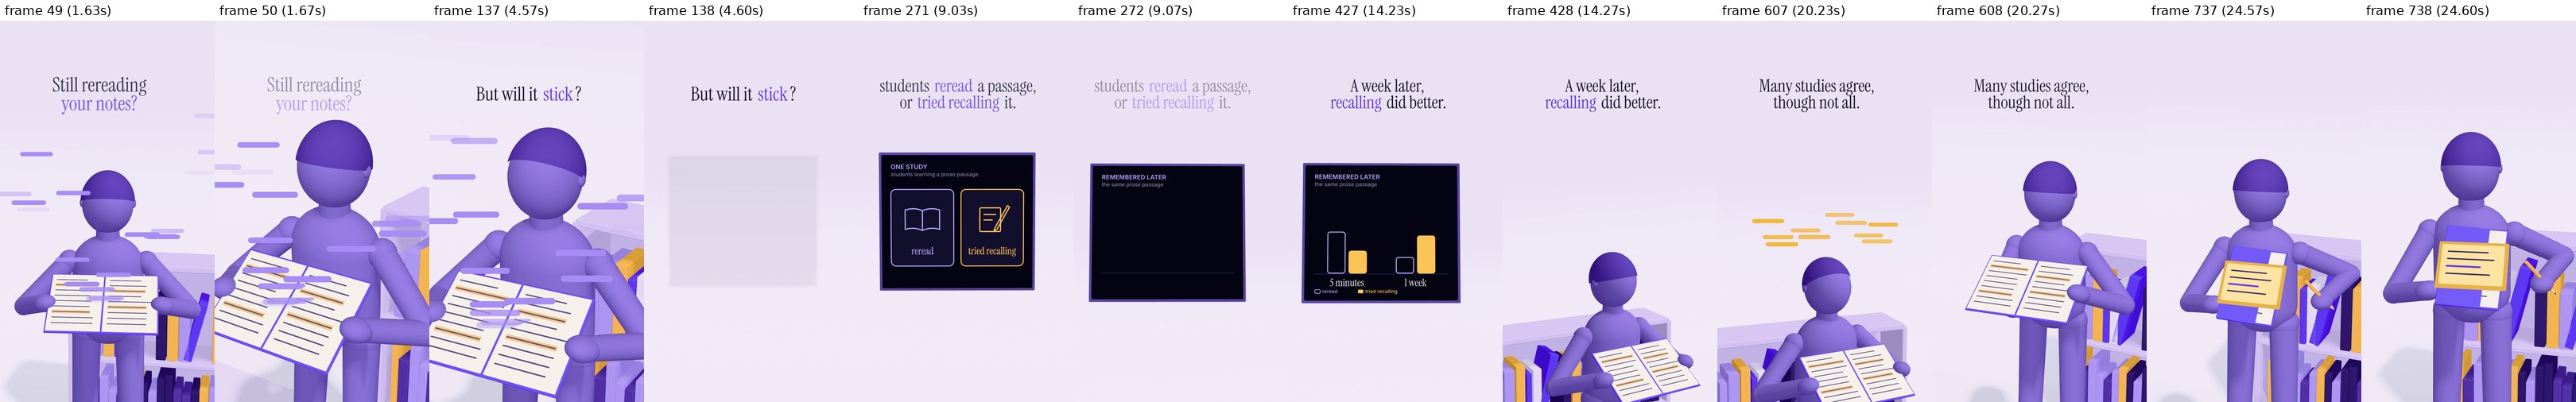 frame 49 (1.63s)
Still rereading
your notes?
frame 50 (1.67s)
Still rereading
your notes?
frame 137 (4.57s)
But will it stick?
frame 138 (4.60s)
But will it stick?
frame 271 (9.03s)
students reread a passage,
or tried recalling it.
ONE STUDY
students learning a prose passage
reread
tried recalling
frame 272 (9.07s)
students reread a passage,
or tried recalling it.
REMEMBERED LATER
the same prose passage
frame 427 (14.23s)
A week later,
recalling did better.
REMEMBERED LATER
the same prose passage
5 minutes
1 week
reread
tried recalling
frame 428 (14.27s)
A week later,
recalling did better.
frame 607 (20.23s)
Many studies agree,
though not all.
frame 608 (20.27s)
Many studies agree,
though not all.
frame 737 (24.57s)
frame 738 (24.60s)